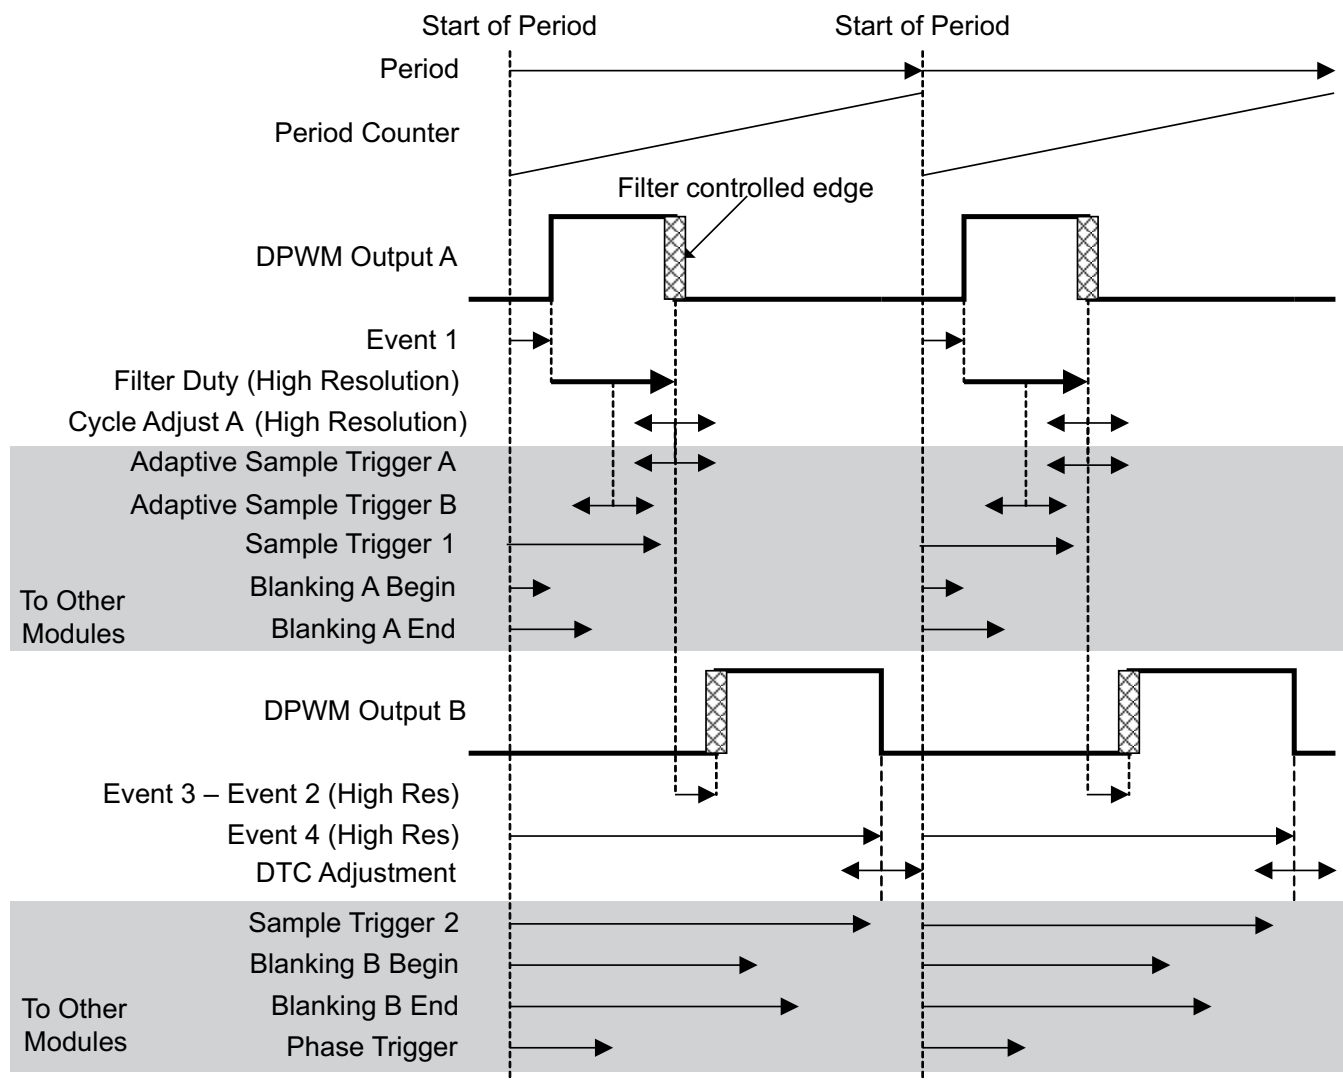 Start of Period
Start of Period
Period
Period Counter
Filter controlled edge
DPWM Output A
Event 1
Filter Duty (High Resolution)
Cycle Adjust A (High Resolution)
Adaptive Sample Trigger A
Adaptive Sample Trigger B
Sample Trigger 1
Blanking A Begin
To Other
Modules
Blanking A End
DPWM Output B
Event 3 – Event 2 (High Res)
Event 4 (High Res)
DTC Adjustment
Sample Trigger 2
Blanking B Begin
Blanking B End
To Other
Modules
Phase Trigger